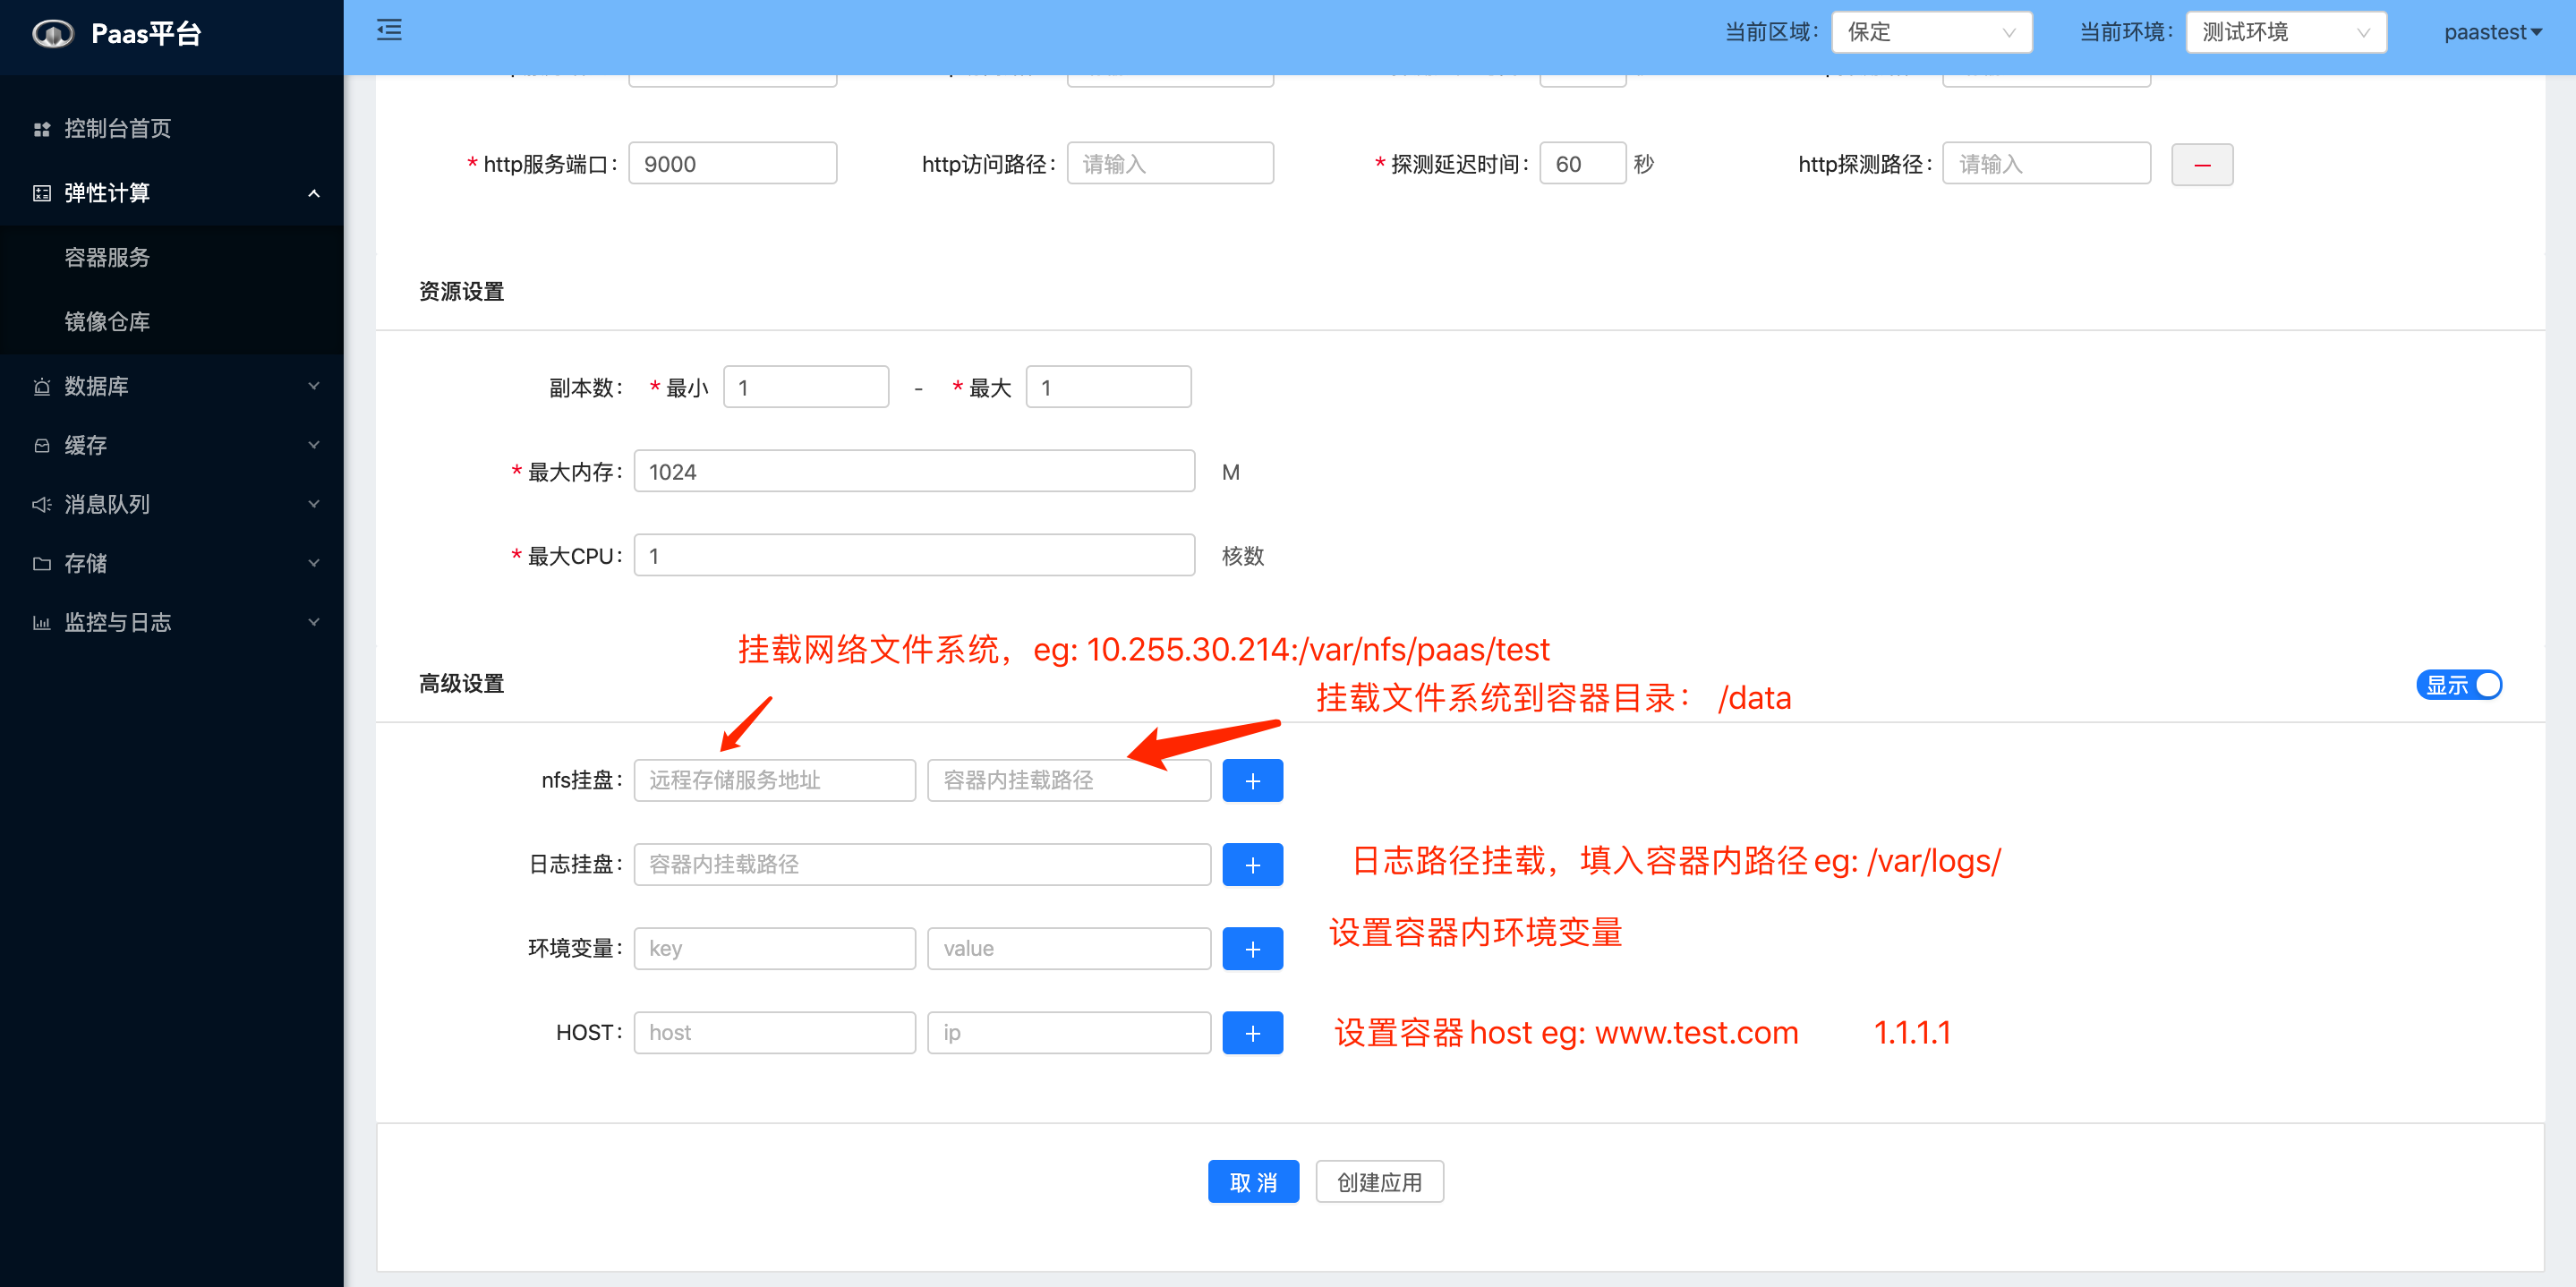 Paas平台
当前区域： 保定 当前环境： 测试环境 paastest
控制台首页
弹性计算
容器服务
镜像仓库
数据库
缓存
消息队列
存储
监控与日志
* http服务端口： 9000 http访问路径： 请输入 * 探测延迟时间： 60 秒 http探测路径： 请输入
资源设置
副本数： * 最小 1 - * 最大 1
* 最大内存： 1024 M
* 最大CPU： 1 核数
挂载网络文件系统，eg: 10.255.30.214:/var/nfs/paas/test
高级设置 显示
挂载文件系统到容器目录： /data
nfs挂盘： 远程存储服务地址 容器内挂载路径 +
日志挂盘： 容器内挂载路径 + 日志路径挂载，填入容器内路径eg: /var/logs/
环境变量： key value + 设置容器内环境变量
HOST： host ip + 设置容器host eg: www.test.com 1.1.1.1
取 消 创建应用